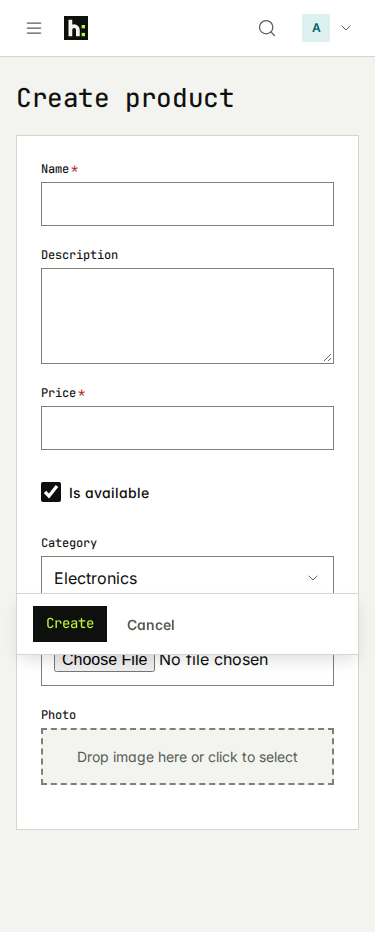 h:
A
Create product
Name*
Description
Price*
Is available
Category
Electronics
Create
Cancel
Choose File No file chosen
Photo
Drop image here or click to select